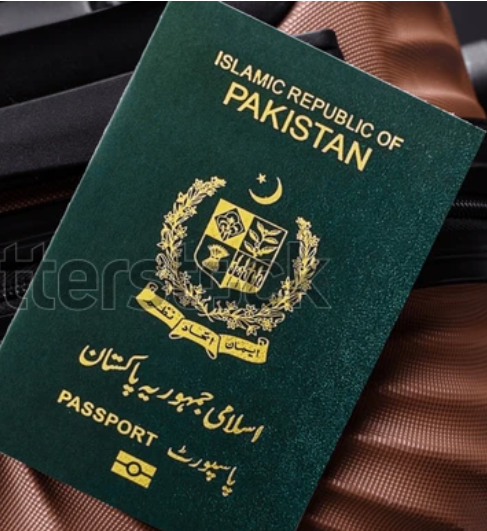 ISLAMIC REPUBLIC OF
PAKISTAN
ایمان اتحاد نظم
اسلامی جمہوریہ پاکستان
PASSPORT پاسپورٹ